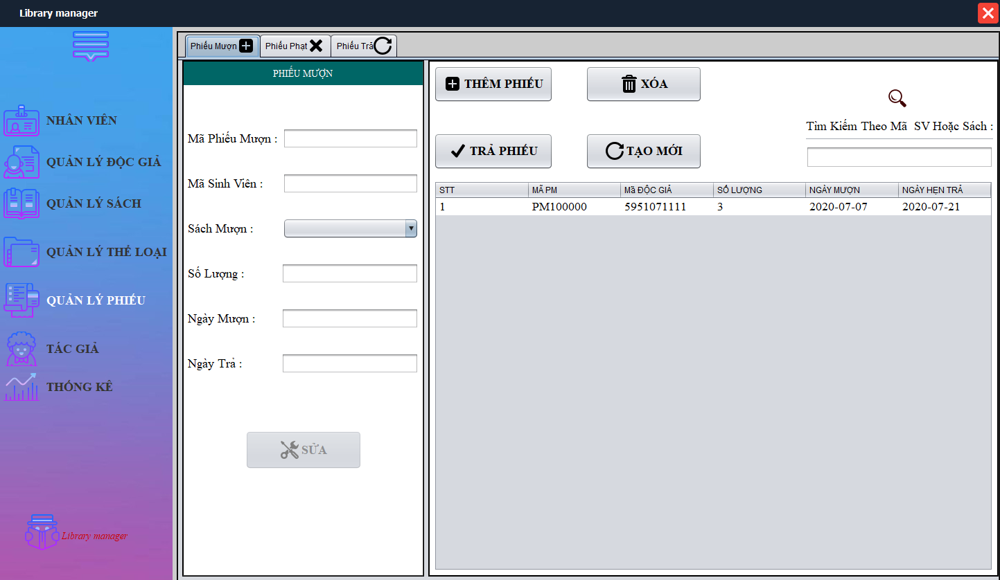 Library manager
NHÂN VIÊN
QUẢN LÝ ĐỘC GIẢ
QUẢN LÝ SÁCH
QUẢN LÝ THỂ LOẠI
QUẢN LÝ PHIẾU
TÁC GIẢ
THỐNG KÊ
Library manager
Phiếu Mượn
Phiếu Phạt
Phiếu Trả
PHIẾU MƯỢN
Mã Phiếu Mượn :
Mã Sinh Viên :
Sách Mượn :
Số Lượng :
Ngày Mượn :
Ngày Trả :
SỬA
THÊM PHIẾU
XÓA
TRẢ PHIẾU
TẠO MỚI
Tìm Kiếm Theo Mã SV Hoặc Sách :
STT MÃ PM Mã ĐỘC GIẢ SỐ LƯỢNG NGÀY MƯỢN NGÀY HẸN TRẢ
1 PM100000 5951071111 3 2020-07-07 2020-07-21